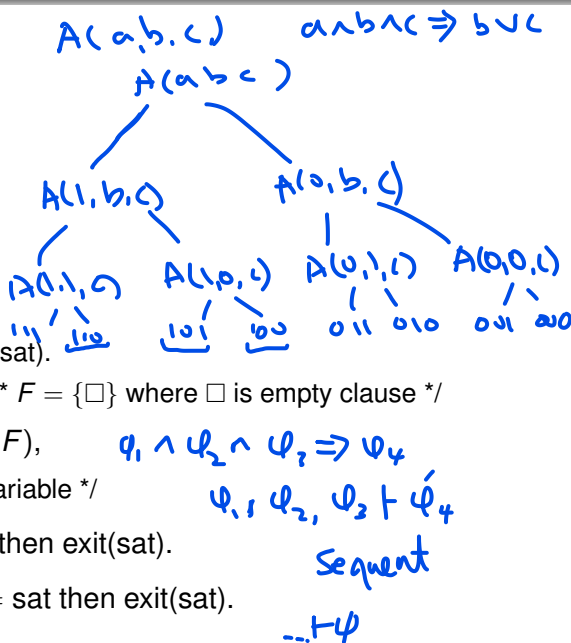 A(a,b,c) a∧b∧c ⇒ b∨c
A(abc)
A(1,b,c) A(0,b,c)
A(1,1,c) A(1,0,c) A(0,1,c) A(0,0,c)
111 110 101 100 011 010 001 000
sat).
* F = {□} where □ is empty clause */
F), φ₁ ∧ φ₂ ∧ φ₃ ⇒ φ₄
ariable */
φ₁, φ₂, φ₃ ⊢ φ₄
then exit(sat).
Sequent
= sat then exit(sat).
...⊢φ